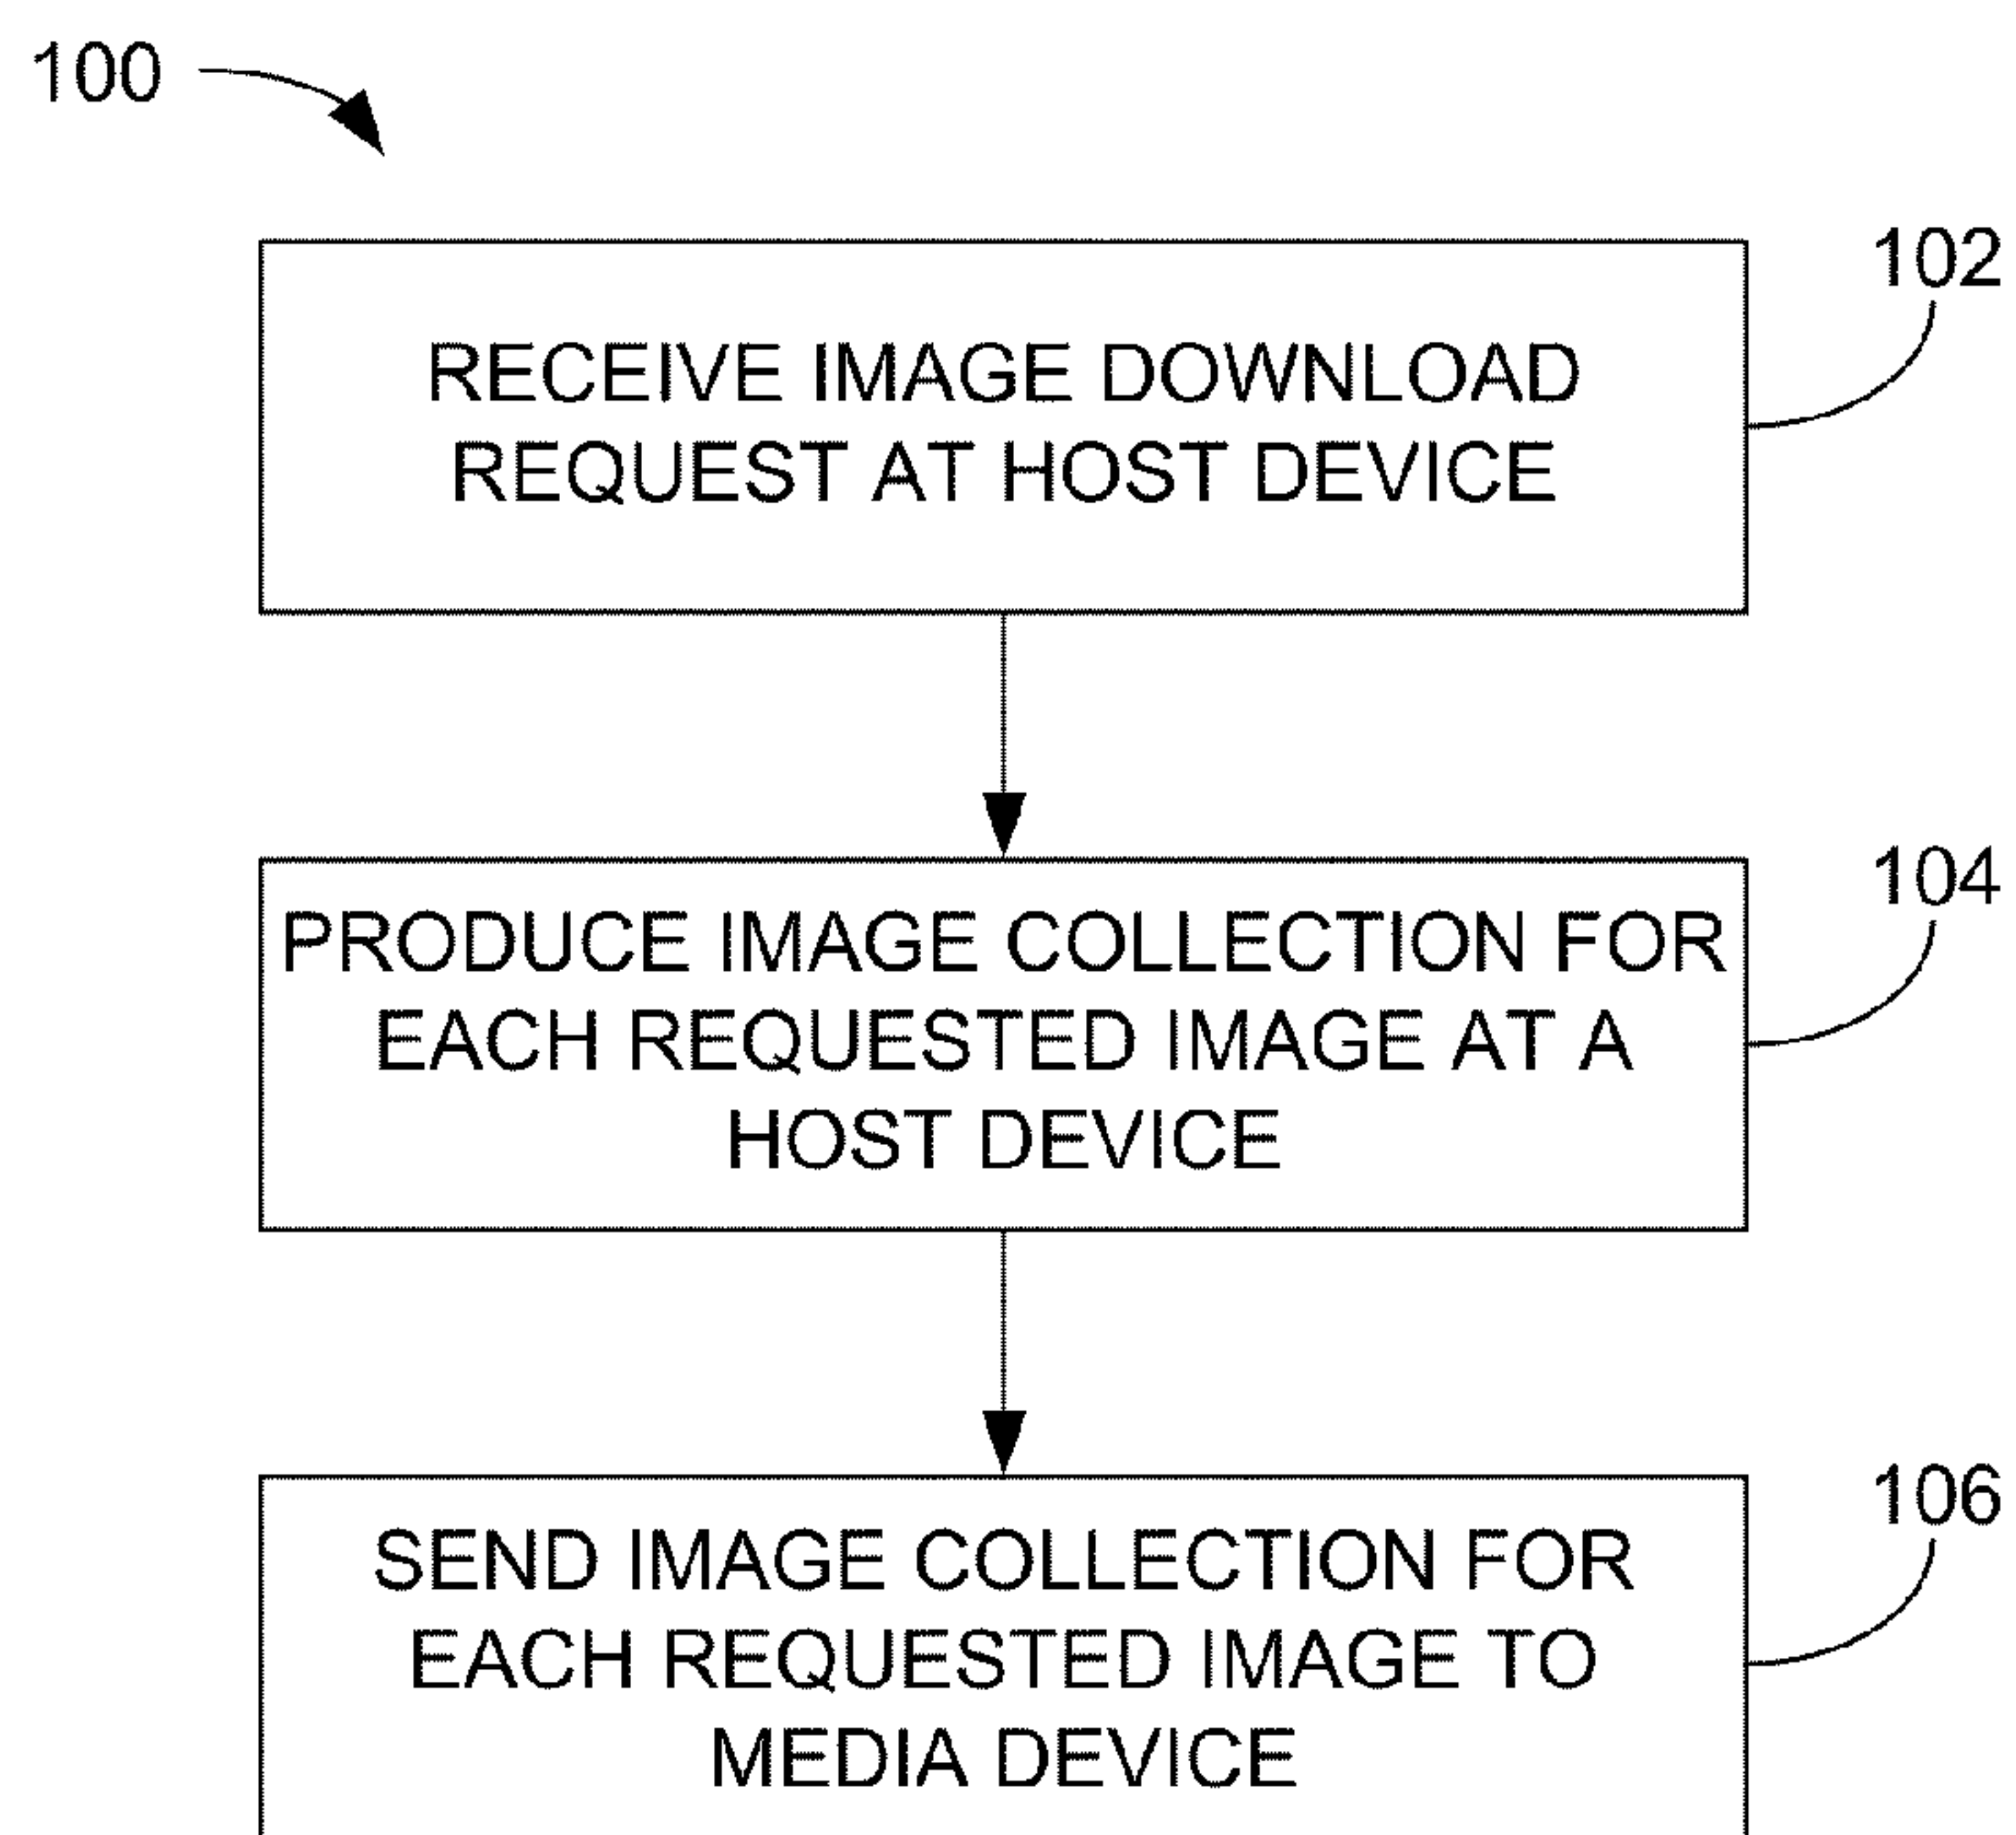 100
102
RECEIVE IMAGE DOWNLOAD
REQUEST AT HOST DEVICE
104
PRODUCE IMAGE COLLECTION FOR
EACH REQUESTED IMAGE AT A
HOST DEVICE
106
SEND IMAGE COLLECTION FOR
EACH REQUESTED IMAGE TO
MEDIA DEVICE